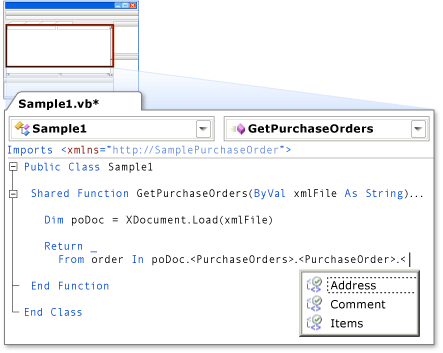 Sample1.vb*
Sample1 GetPurchaseOrders
Imports <xmlns="http://SamplePurchaseOrder">
Public Class Sample1
Shared Function GetPurchaseOrders(ByVal xmlFile As String)...
Dim poDoc = XDocument.Load(xmlFile)
Return _
From order In poDoc.<PurchaseOrders>.<PurchaseOrder>.<
Address
Comment
Items
End Function
End Class